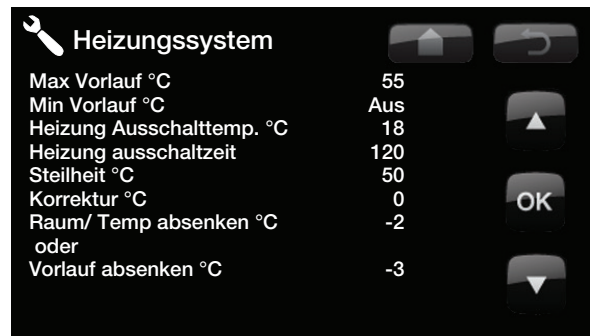 Heizungssystem
Max Vorlauf °C 55
Min Vorlauf °C Aus
Heizung Ausschalttemp. °C 18
Heizung ausschaltzeit 120
Steilheit °C 50
Korrektur °C 0
Raum/ Temp absenken °C -2
oder
Vorlauf absenken °C -3
OK